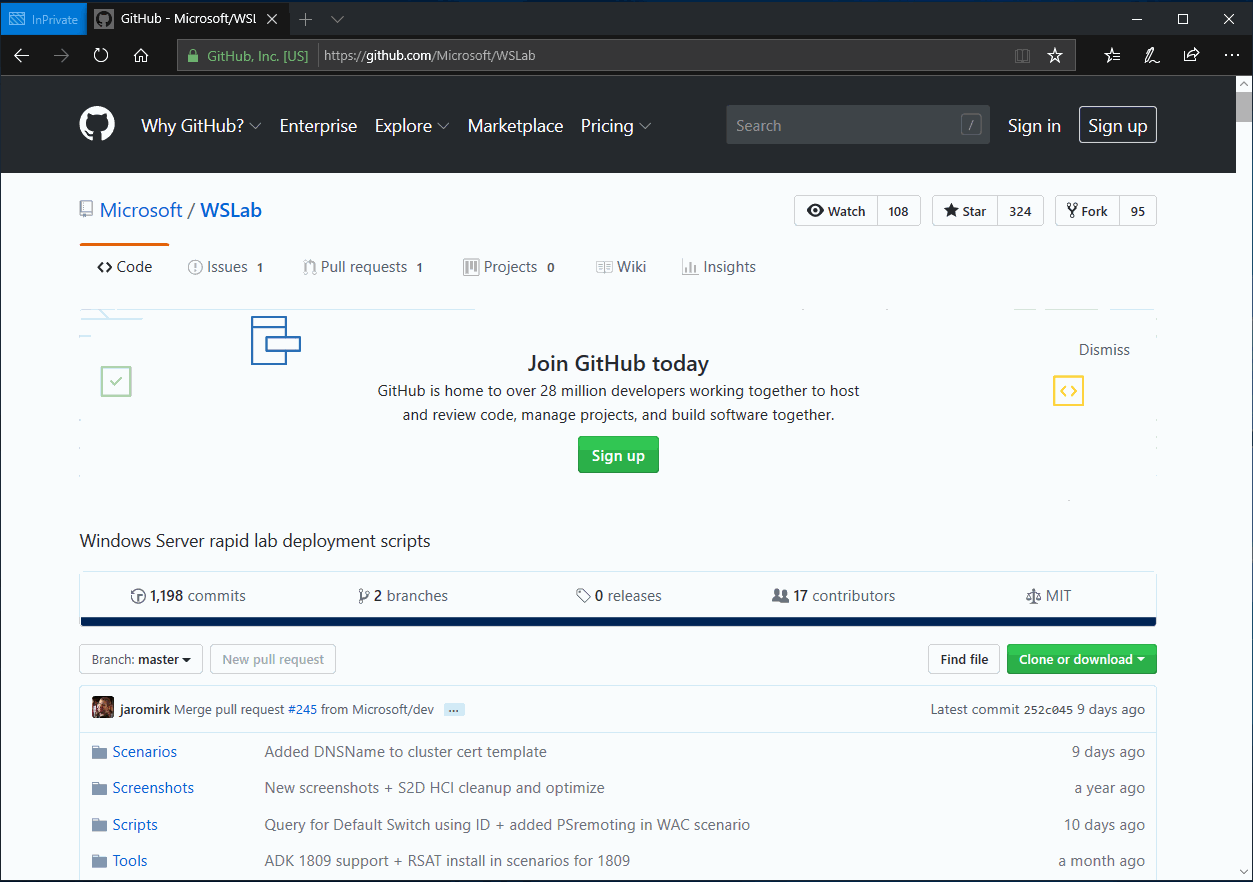 InPrivate GitHub - Microsoft/WSL
GitHub, Inc. [US] https://github.com/Microsoft/WSLab
Why GitHub? Enterprise Explore Marketplace Pricing Search / Sign in Sign up
Microsoft / WSLab Watch 108 Star 324 Fork 95
Code Issues 1 Pull requests 1 Projects 0 Wiki Insights
Dismiss
Join GitHub today
GitHub is home to over 28 million developers working together to host
and review code, manage projects, and build software together.
Sign up
Windows Server rapid lab deployment scripts
1,198 commits 2 branches 0 releases 17 contributors MIT
Branch: master New pull request Find file Clone or download
jaromirk Merge pull request #245 from Microsoft/dev ... Latest commit 252c045 9 days ago
Scenarios Added DNSName to cluster cert template 9 days ago
Screenshots New screenshots + S2D HCI cleanup and optimize a year ago
Scripts Query for Default Switch using ID + added PSremoting in WAC scenario 10 days ago
Tools ADK 1809 support + RSAT install in scenarios for 1809 a month ago